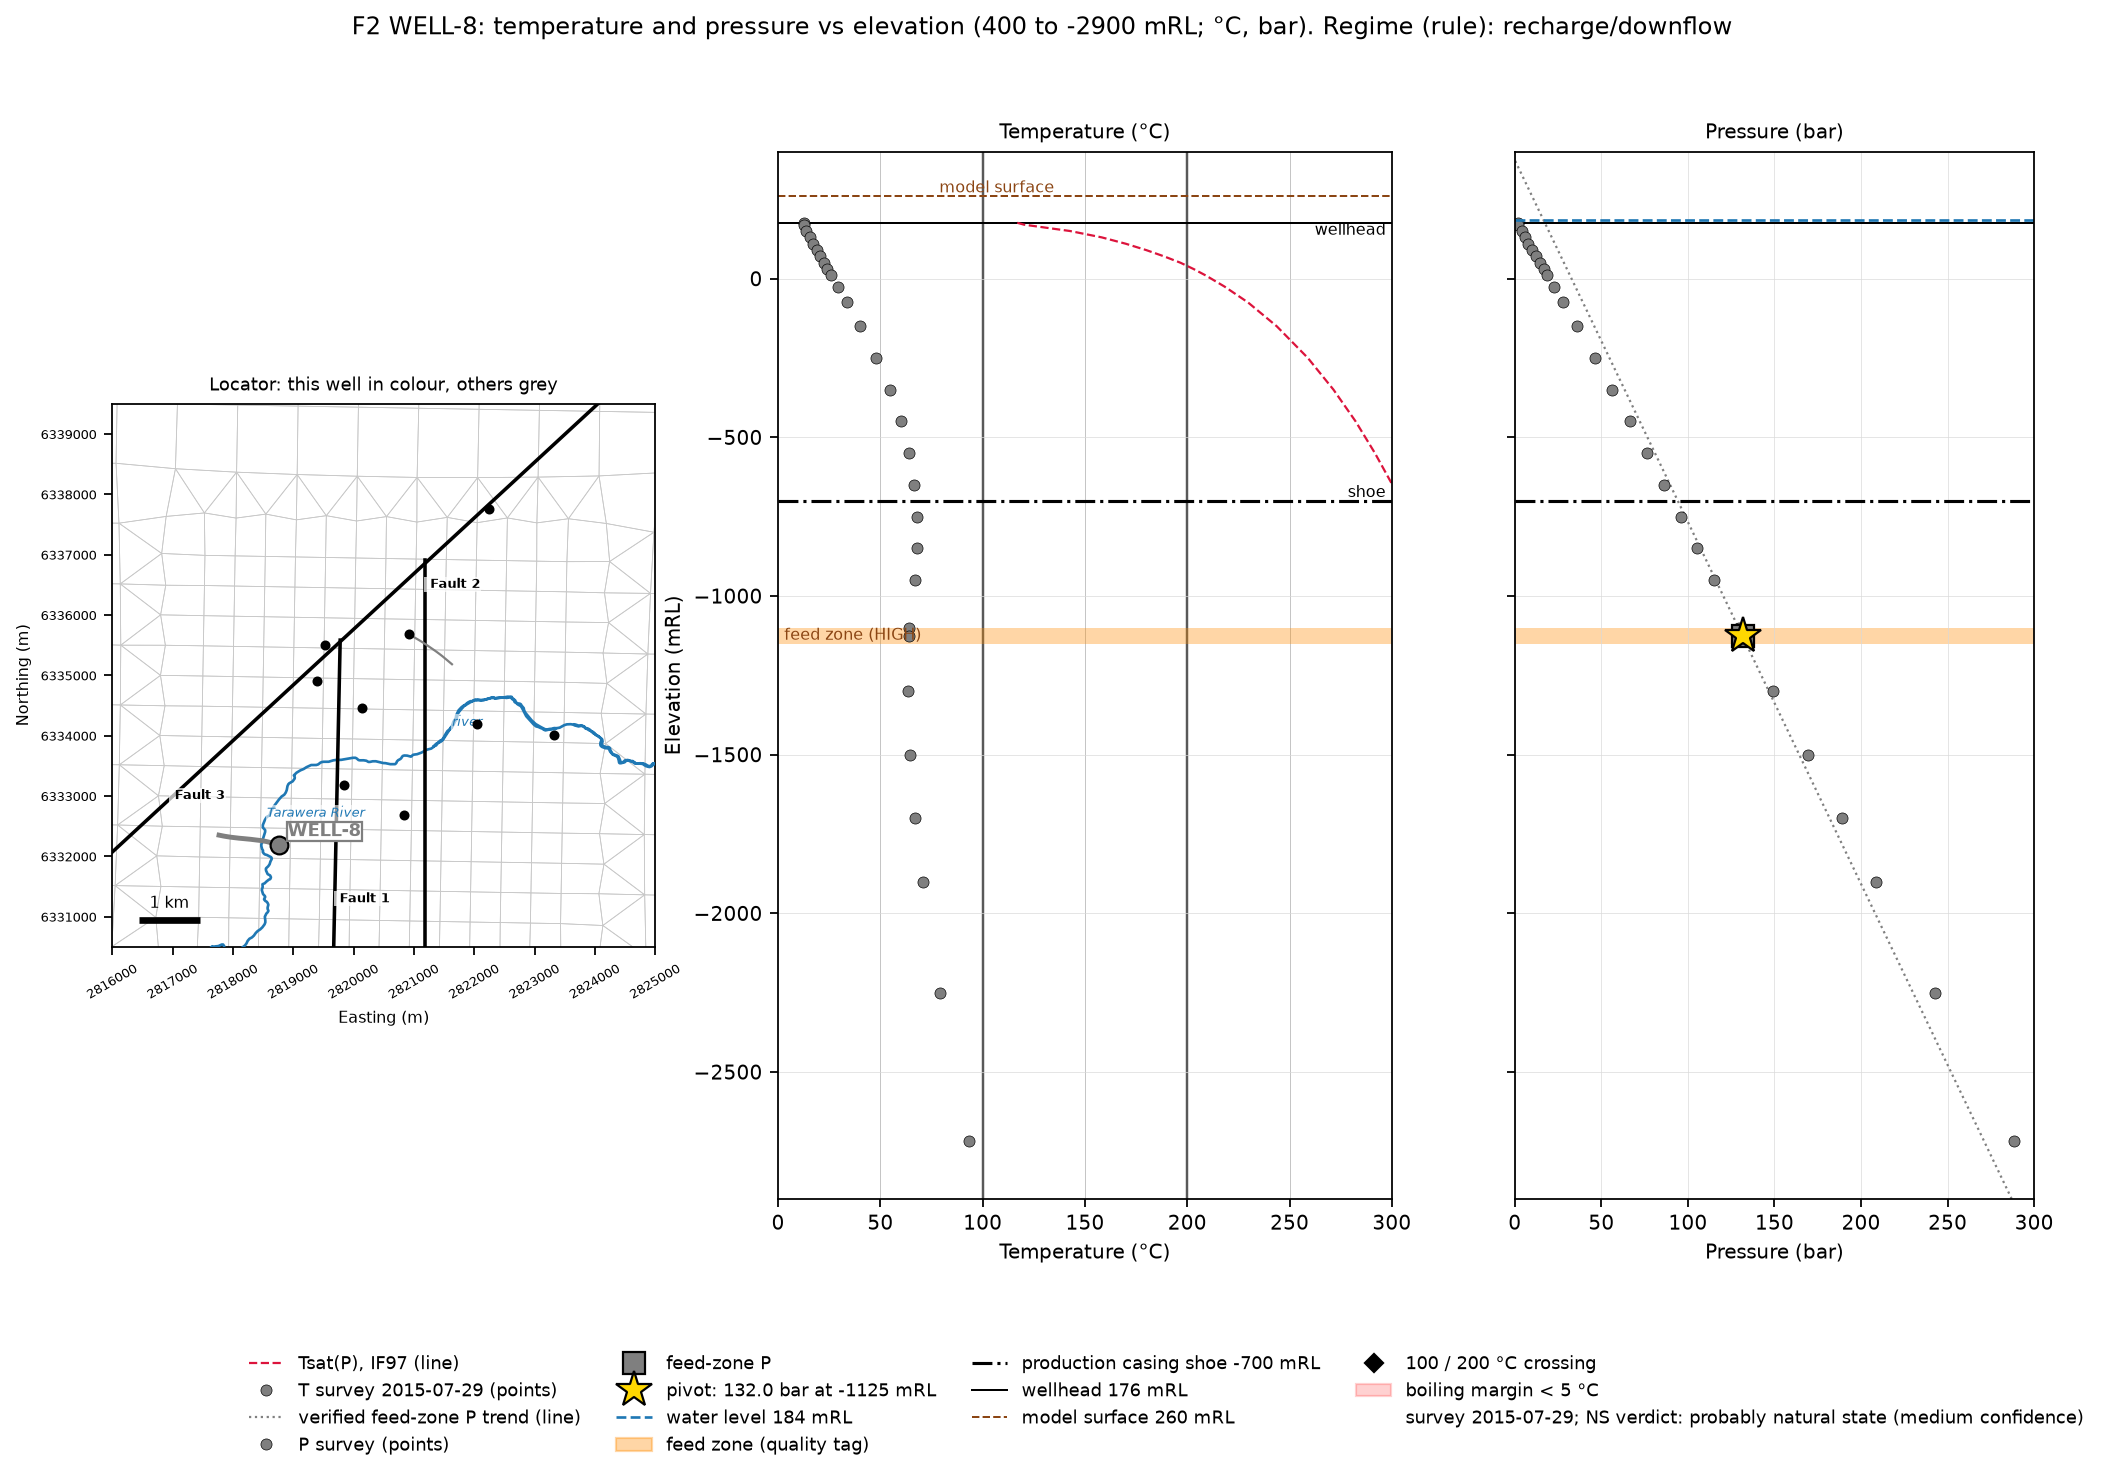 F2 WELL-8: temperature and pressure vs elevation (400 to -2900 mRL; °C, bar). Regime (rule): recharge/downflow
Locator: this well in colour, others grey
Northing (m)
6339000
6338000
6337000
6336000
6335000
6334000
6333000
6332000
6331000
Fault 2
river
Fault 3
Tarawera River
WELL-8
Fault 1
1 km
2816000
2817000
2818000
2819000
2820000
2821000
2822000
2823000
2824000
2825000
Easting (m)
Temperature (°C)
Elevation (mRL)
model surface
wellhead
shoe
feed zone (HIGH)
0
−500
−1000
−1500
−2000
−2500
0
50
100
150
200
250
300
Temperature (°C)
Pressure (bar)
0
50
100
150
200
250
300
Pressure (bar)
Tsat(P), IF97 (line)
T survey 2015-07-29 (points)
verified feed-zone P trend (line)
P survey (points)
feed-zone P
pivot: 132.0 bar at -1125 mRL
water level 184 mRL
feed zone (quality tag)
production casing shoe -700 mRL
wellhead 176 mRL
model surface 260 mRL
100 / 200 °C crossing
boiling margin < 5 °C
survey 2015-07-29; NS verdict: probably natural state (medium confidence)